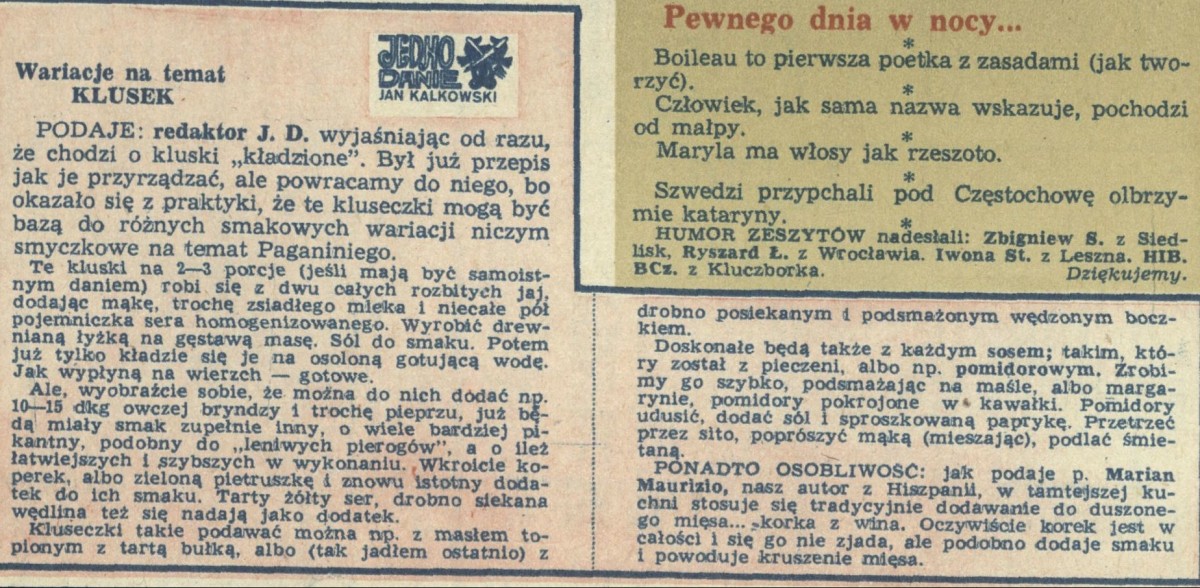 Wariacje na temat
KLUSEK
JEDNO
DANIE
JAN KALKOWSKI
PODAJE: redaktor J. D. wyjaśniając od razu,
że chodzi o kluski „kładzione”. Był już przepis
jak je przyrządzać, ale powracamy do niego, bo
okazało się z praktyki, że te kluseczki mogą być
bazą do różnych smakowych wariacji niczym
smyczkowe na temat Paganiniego.
Te kluski na 2—3 porcje (jeśli mają być samoist-
nym daniem) robi się z dwu całych rozbitych jaj,
dodając mąkę, trochę zsiadłego mleka i niecałe pół
pojemniczka sera homogenizowanego. Wyrobić drew-
nianą łyżką na gęstawą masę. Sól do smaku. Potem
już tylko kładzie się je na osoloną gotującą wodę.
Jak wypłyną na wierzch — gotowe.
Ale, wyobraźcie sobie, że można do nich dodać np.
10—15 dkg owczej bryndzy i trochę pieprzu, już bę-
dą miały smak zupełnie inny, o wiele bardziej pi-
kantny, podobny do „leniwych pierogów”, a o ileż
łatwiejszych i szybszych w wykonaniu. Wkroicie ko-
perek, albo zieloną pietruszkę i znowu istotny doda-
tek do ich smaku. Tarty żółty ser, drobno siekana
wędlina też się nadają jako dodatek.
Kluseczki takie podawać można np. z masłem to-
pionym z tartą bułką, albo (tak jadłem ostatnio) z
drobno posiekanym i podsmażonym wędzonym bocz-
kiem.
Doskonałe będą także z każdym sosem; takim, któ-
ry został z pieczeni, albo np. pomidorowym. Zrobi-
my go szybko, podsmażając na maśle, albo marga-
rynie, pomidory pokrojone w kawałki. Pomidory
udusić, dodać sól i sproszkowaną paprykę. Przetrzeć
przez sito, poprószyć mąką (mieszając), podlać śmie-
taną.
PONADTO OSOBLIWOŚĆ: jak podaje p. Marian
Maurizio, nasz autor z Hiszpanii, w tamtejszej ku-
chni stosuje się tradycyjnie dodawanie do duszone-
go mięsa... korka z wina. Oczywiście korek jest w
całości i się go nie zjada, ale podobno dodaje smaku
i powoduje kruszenie mięsa.
Pewnego dnia w nocy...
*
Boileau to pierwsza poetka z zasadami (jak two-
rzyć).
*
Człowiek, jak sama nazwa wskazuje, pochodzi
od małpy.
*
Maryla ma włosy jak rzeszoto.
*
Szwedzi przypchali pod Częstochowę olbrzy-
mie kataryny.
*
HUMOR ZESZYTÓW nadesłali: Zbigniew S. z Sied-
lisk, Ryszard Ł. z Wrocławia. Iwona St. z Leszna. HIB.
BCz. z Kluczborka.
Dziękujemy.